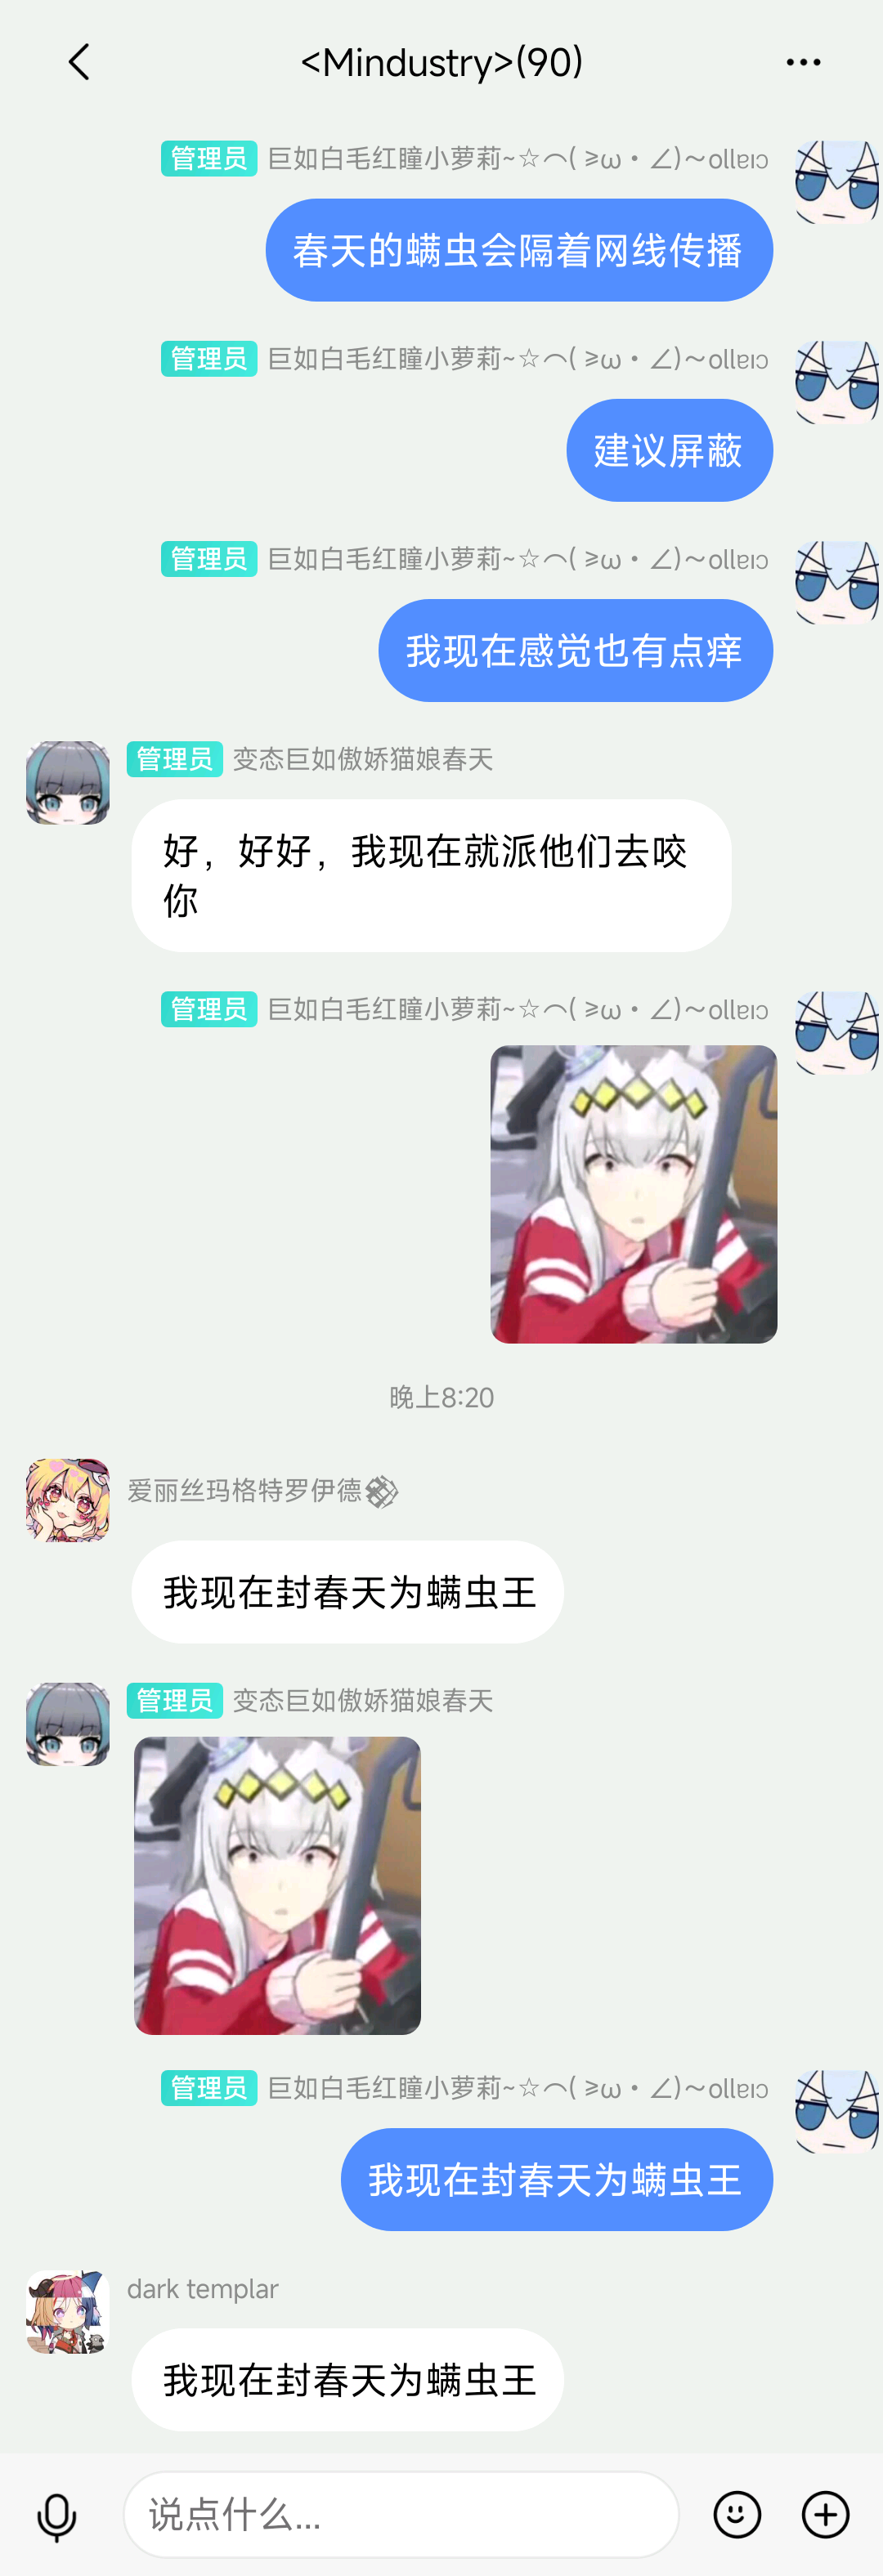 <Mindustry>(90)
管理员 巨如白毛红瞳小萝莉~☆⌒( ≥ω・∠)～ollɐıɔ
春天的螨虫会隔着网线传播
管理员 巨如白毛红瞳小萝莉~☆⌒( ≥ω・∠)～ollɐıɔ
建议屏蔽
管理员 巨如白毛红瞳小萝莉~☆⌒( ≥ω・∠)～ollɐıɔ
我现在感觉也有点痒
管理员 变态巨如傲娇猫娘春天
好，好好，我现在就派他们去咬
你
管理员 巨如白毛红瞳小萝莉~☆⌒( ≥ω・∠)～ollɐıɔ
晚上8:20
爱丽丝玛格特罗伊德
我现在封春天为螨虫王
管理员 变态巨如傲娇猫娘春天
管理员 巨如白毛红瞳小萝莉~☆⌒( ≥ω・∠)～ollɐıɔ
我现在封春天为螨虫王
dark templar
我现在封春天为螨虫王
说点什么...